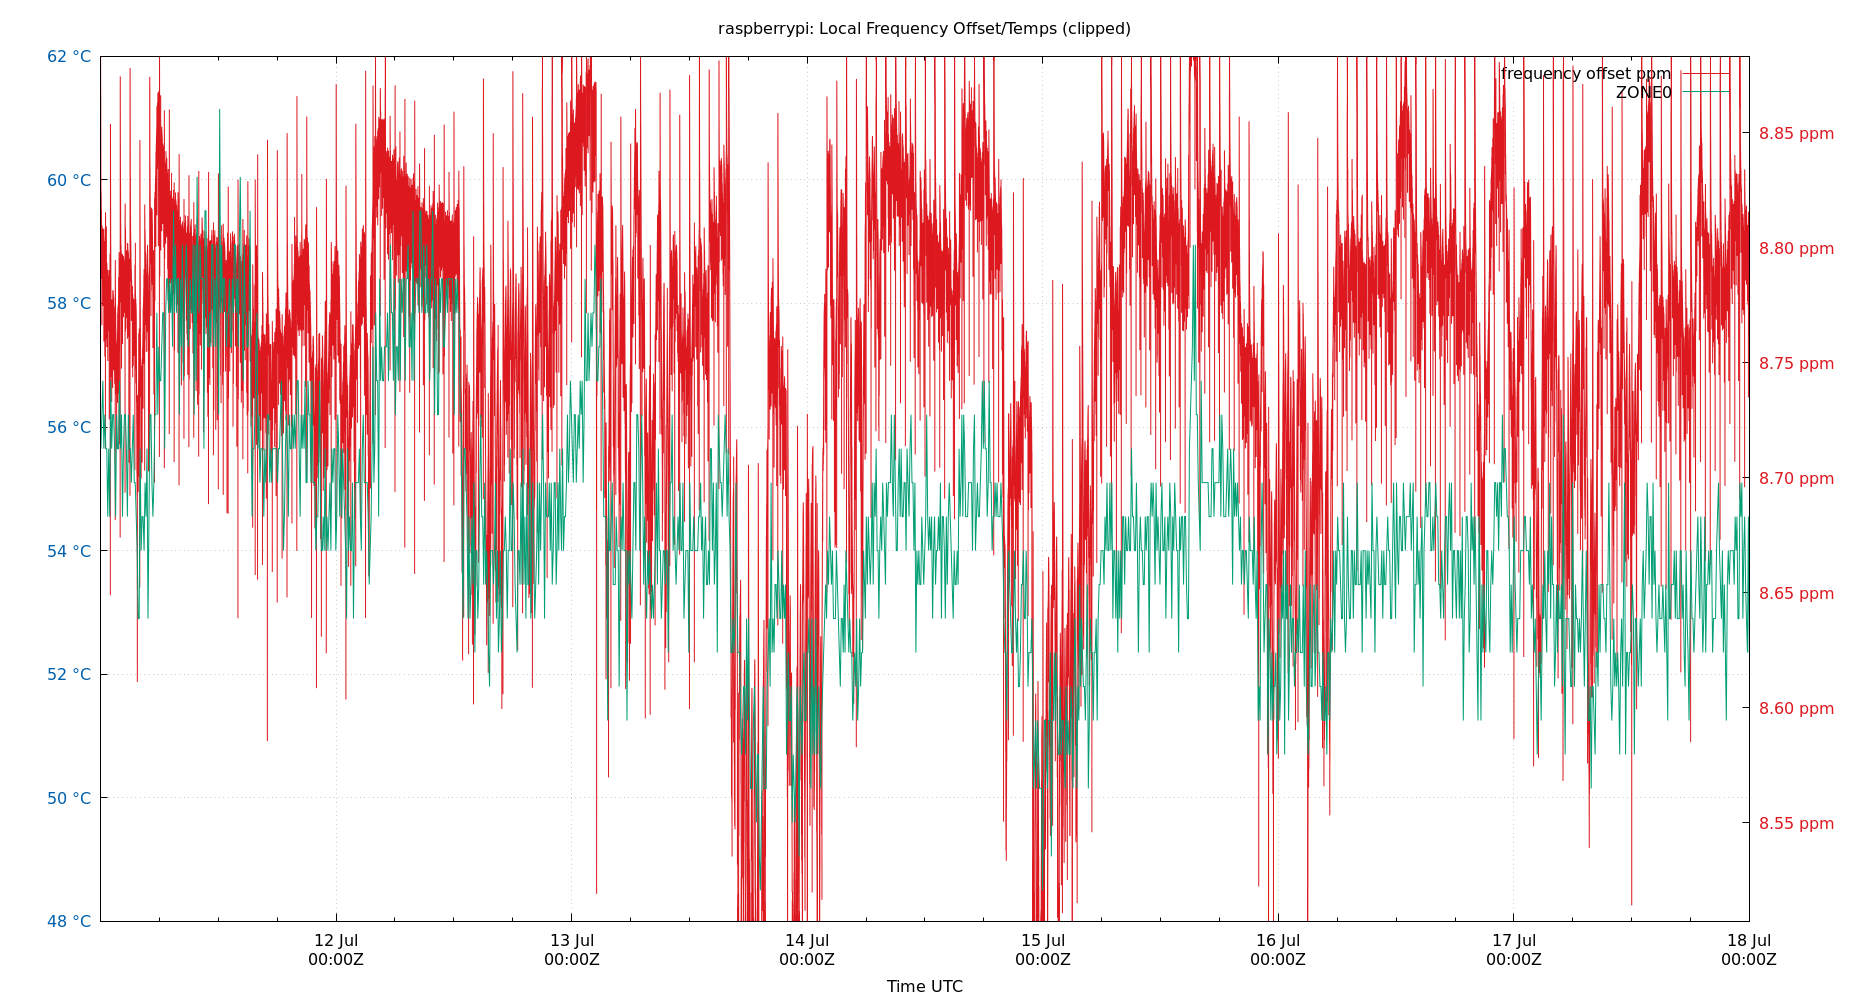 raspberrypi: Local Frequency Offset/Temps (clipped)
62 °C
60 °C
58 °C
56 °C
54 °C
52 °C
50 °C
48 °C
frequency offset ppm
ZONE0
8.85 ppm
8.80 ppm
8.75 ppm
8.70 ppm
8.65 ppm
8.60 ppm
8.55 ppm
12 Jul
00:00Z
13 Jul
00:00Z
14 Jul
00:00Z
15 Jul
00:00Z
16 Jul
00:00Z
17 Jul
00:00Z
18 Jul
00:00Z
Time UTC